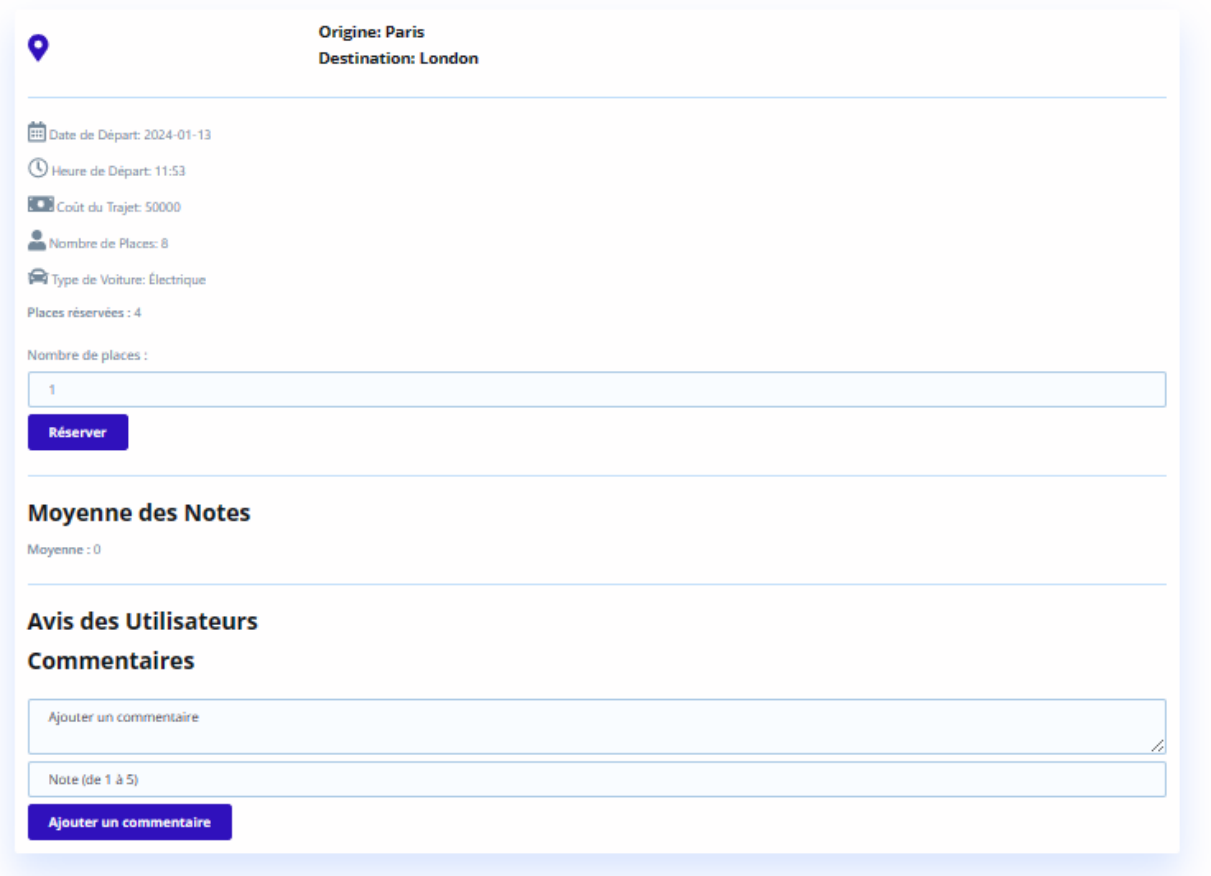 Origine: Paris
Destination: London
Date de Départ: 2024-01-13
Heure de Départ: 11:53
Coût du Trajet: 50000
Nombre de Places: 8
Type de Voiture: Électrique
Places réservées : 4
Nombre de places :
1
Réserver
Moyenne des Notes
Moyenne : 0
Avis des Utilisateurs
Commentaires
Ajouter un commentaire
Note (de 1 à 5)
Ajouter un commentaire